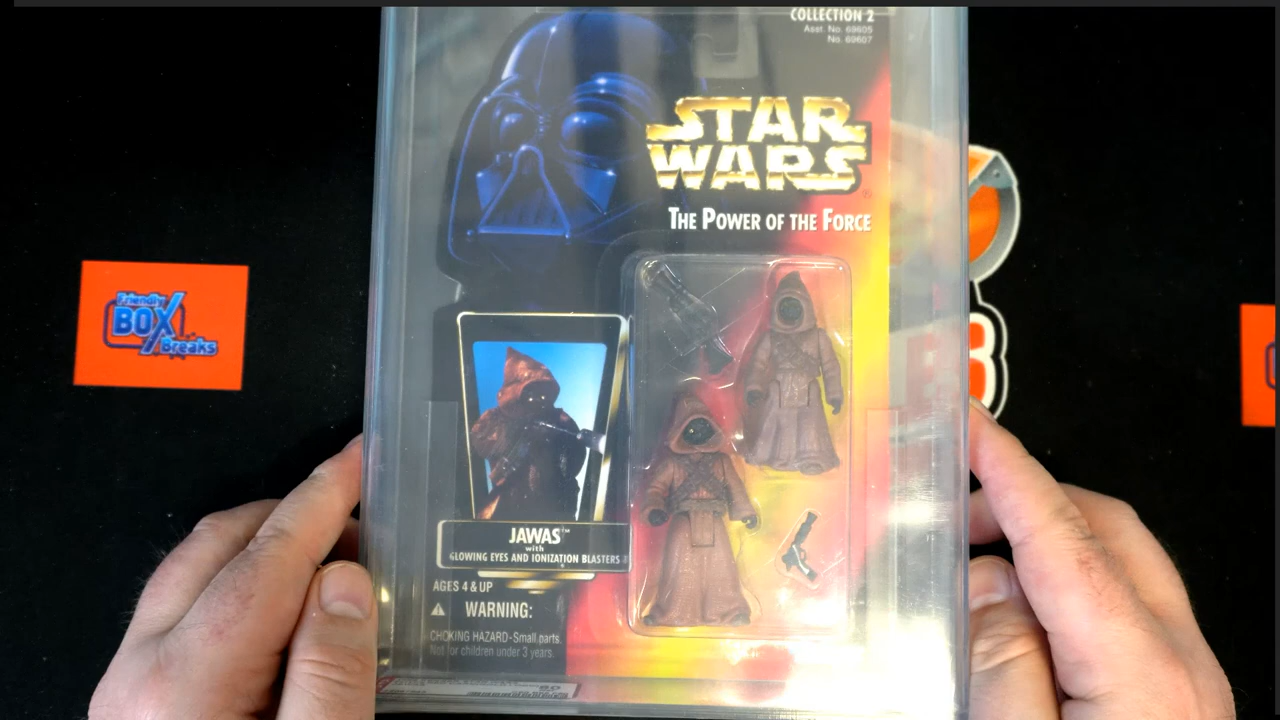 COLLECTION 2
Asst. No. 69605
No. 69607
STAR
WARS
®
THE POWER OF THE FORCE
Friendly
BOX
Breaks
JAWAS™
with
GLOWING EYES AND IONIZATION BLASTERS
AGES 4 & UP
WARNING:
CHOKING HAZARD-Small parts.
Not for children under 3 years.